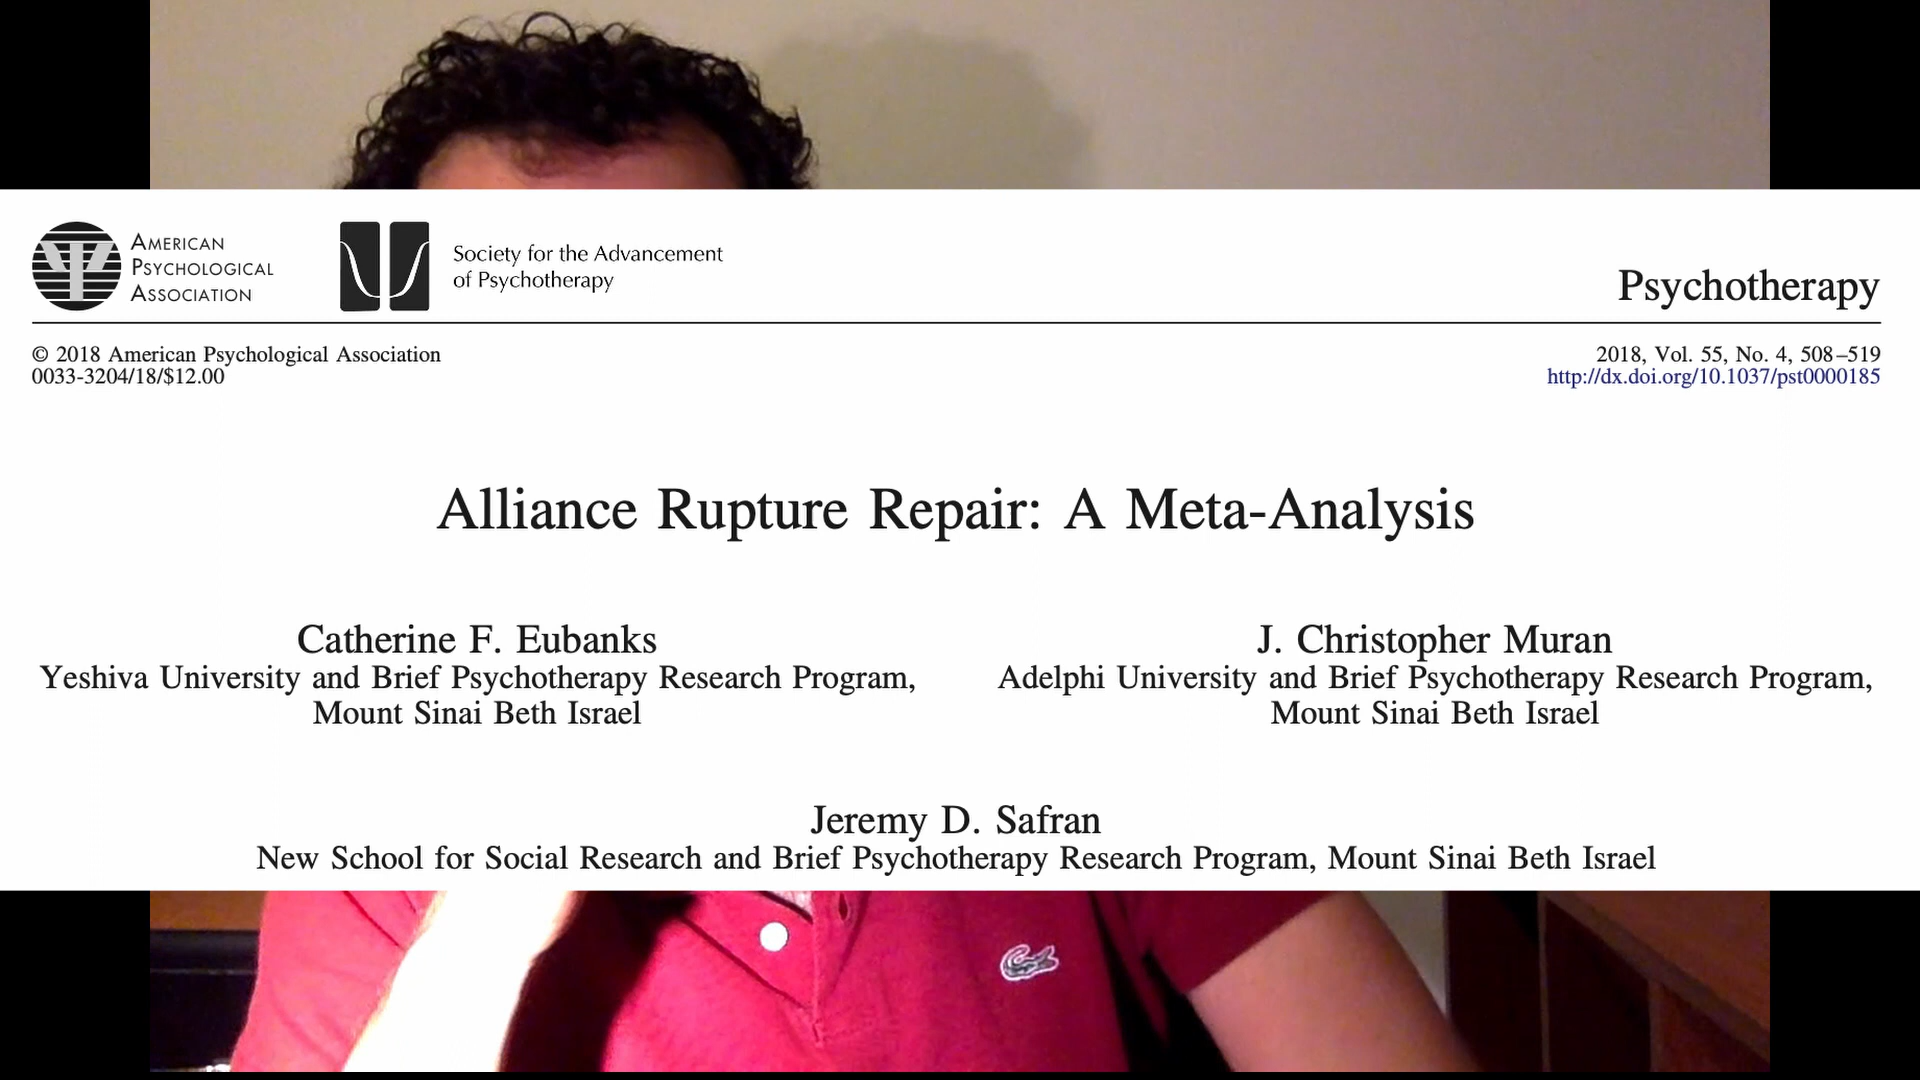 AMERICAN
PSYCHOLOGICAL
ASSOCIATION
Society for the Advancement
of Psychotherapy
Psychotherapy
© 2018 American Psychological Association
0033-3204/18/$12.00
2018, Vol. 55, No. 4, 508–519
http://dx.doi.org/10.1037/pst0000185
Alliance Rupture Repair: A Meta-Analysis
Catherine F. Eubanks
Yeshiva University and Brief Psychotherapy Research Program,
Mount Sinai Beth Israel
J. Christopher Muran
Adelphi University and Brief Psychotherapy Research Program,
Mount Sinai Beth Israel
Jeremy D. Safran
New School for Social Research and Brief Psychotherapy Research Program, Mount Sinai Beth Israel